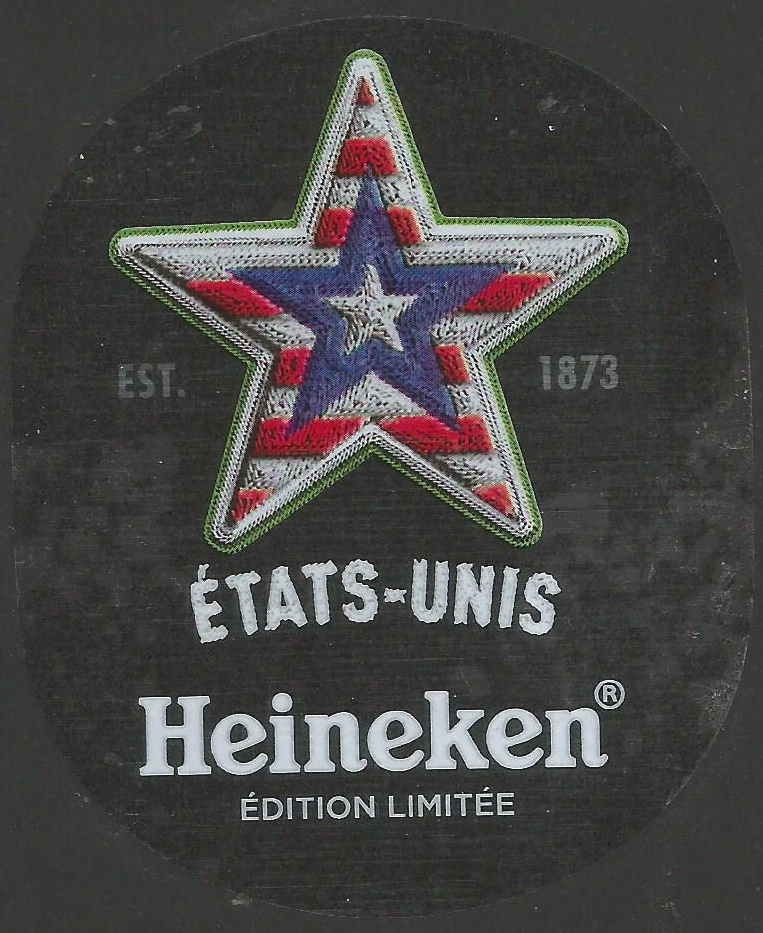 EST. 1873
ÉTATS-UNIS
Heineken®
ÉDITION LIMITÉE